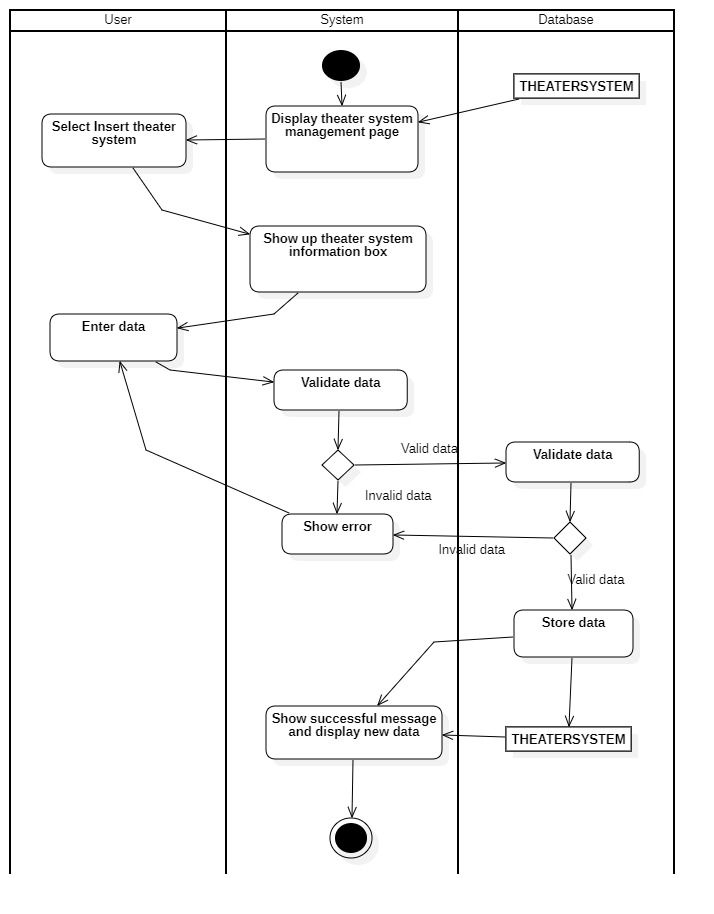 User
System
Database
THEATERSYSTEM
Display theater system
management page
Select Insert theater
system
Show up theater system
information box
Enter data
Validate data
Valid data
Validate data
Invalid data
Show error
Invalid data
Valid data
Store data
Show successful message
and display new data
THEATERSYSTEM